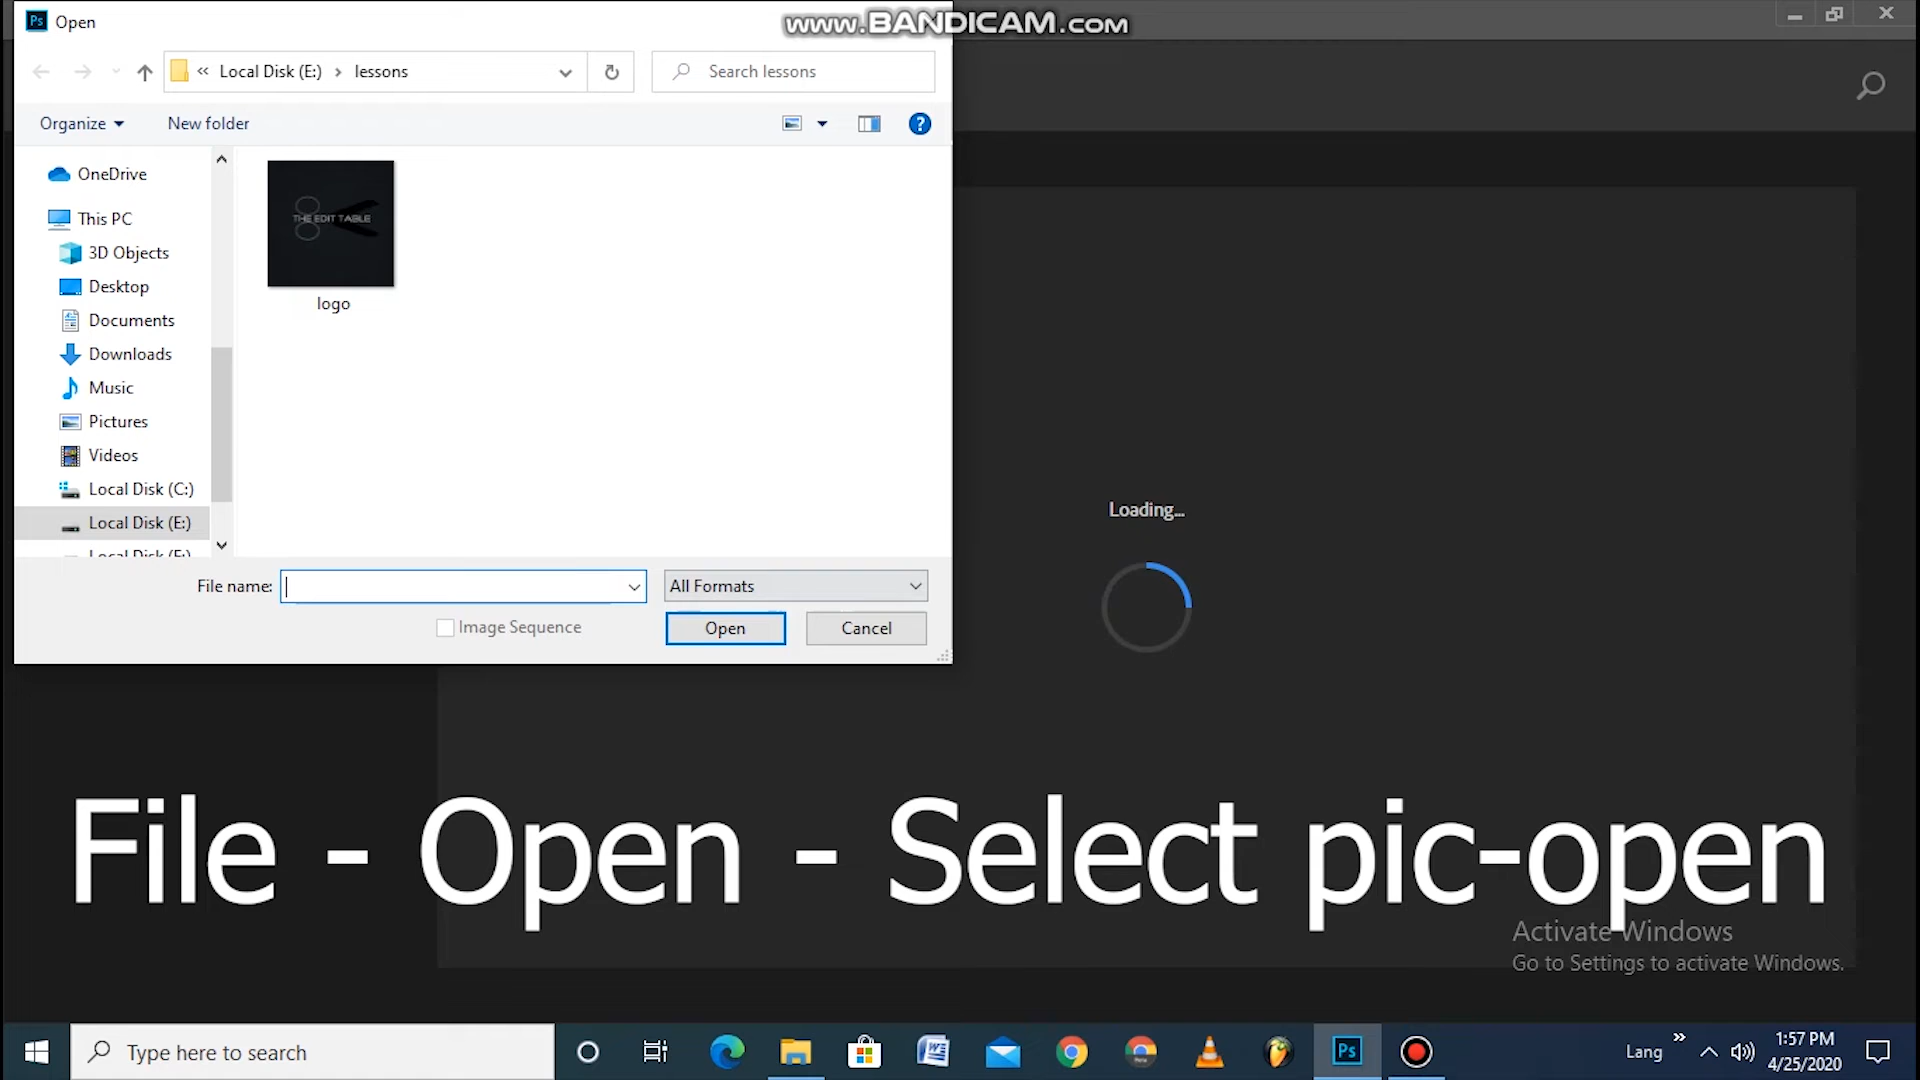 Ps Open
www.BANDICAM.com
« Local Disk (E:) › lessons
Search lessons
Organize
New folder
?
OneDrive
This PC
3D Objects
Desktop
Documents
Downloads
Music
Pictures
Videos
Local Disk (C:)
Local Disk (E:)
THE EDIT TABLE
logo
Loading...
File name:
All Formats
Image Sequence
Open
Cancel
File - Open - Select pic-open
Activate Windows
Go to Settings to activate Windows.
Type here to search
Ps
Lang
1:57 PM
4/25/2020